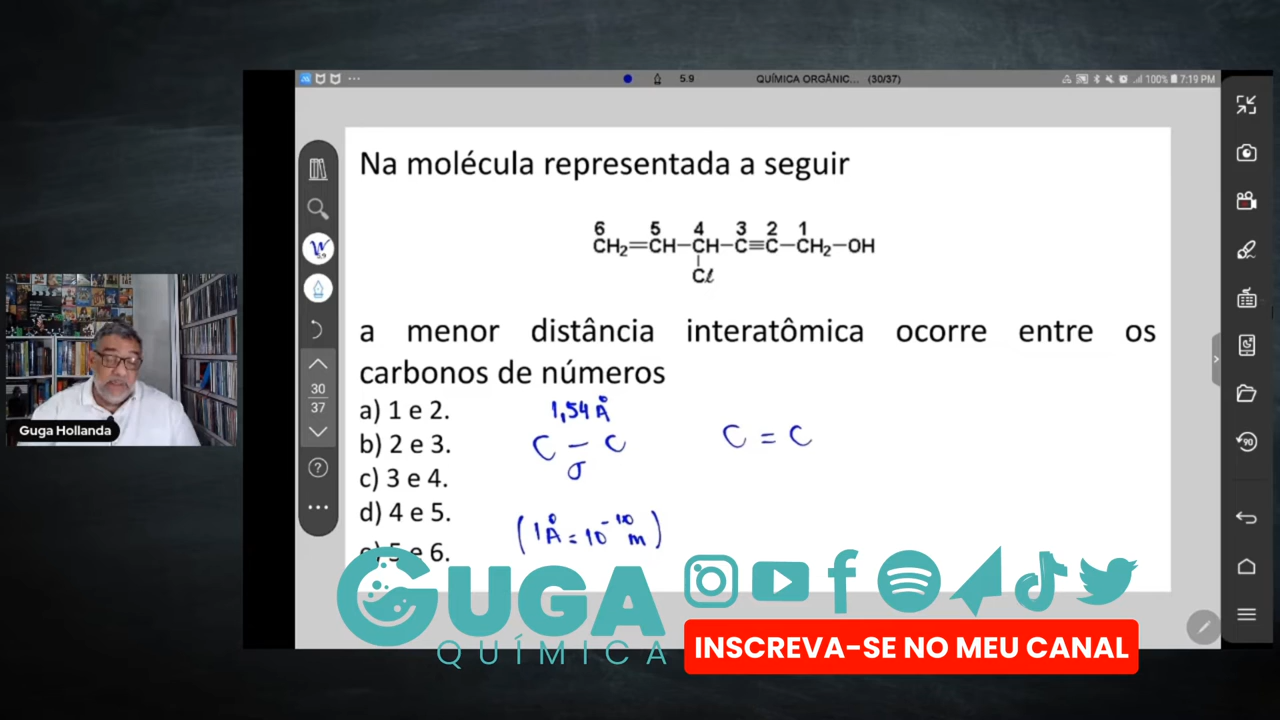 5.9 QUÍMICA ORGÂNIC... (30/37) 100% 7:19 PM
Na molécula representada a seguir
6 5 4 3 2 1
CH₂=CH−CH−C≡C−CH₂−OH
Cℓ
a menor distância interatômica ocorre entre os
carbonos de números
a) 1 e 2.
b) 2 e 3.
c) 3 e 4.
d) 4 e 5.
e) 5 e 6.
1,54 Å
C − C
σ
C = C
(1Å = 10⁻¹⁰ m)
30
37
Guga Hollanda
GUGA
QUÍMICA
INSCREVA-SE NO MEU CANAL